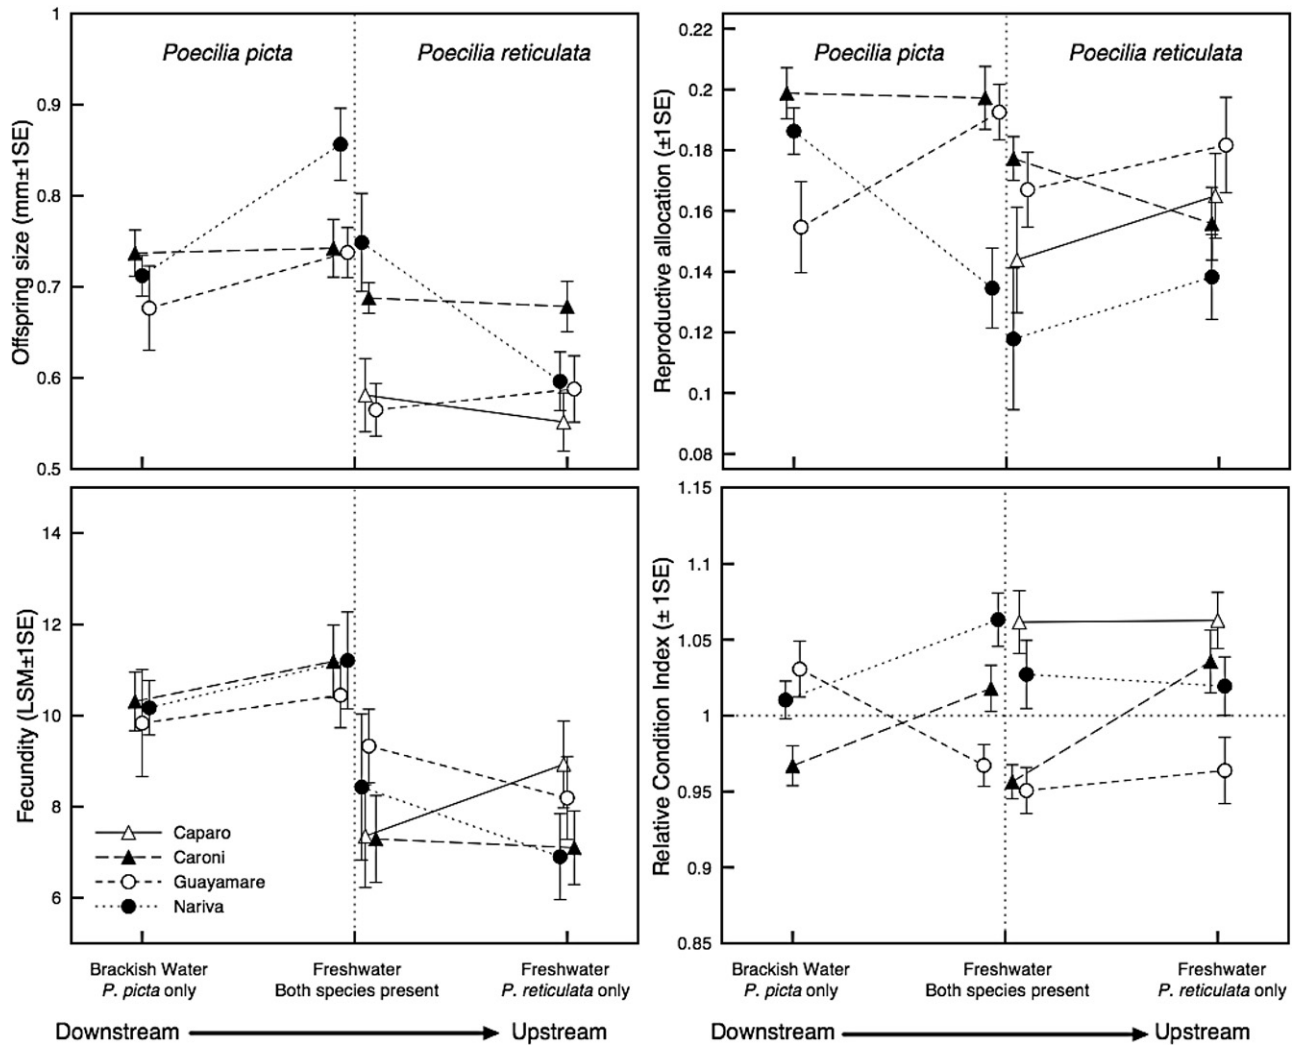 1
0.9
0.8
0.7
0.6
0.5
Offspring size (mm±1SE)
Poecilia picta
Poecilia reticulata
0.22
0.2
0.18
0.16
0.14
0.12
0.1
0.08
Reproductive allocation (±1SE)
Poecilia picta
Poecilia reticulata
14
12
10
8
6
Fecundity (LSM±1SE)
Caparo
Caroni
Guayamare
Nariva
Brackish Water
P. picta only
Freshwater
Both species present
Freshwater
P. reticulata only
Downstream
Upstream
1.15
1.1
1.05
1
0.95
0.9
0.85
Relative Condition Index (± 1SE)
Brackish Water
P. picta only
Freshwater
Both species present
Freshwater
P. reticulata only
Downstream
Upstream